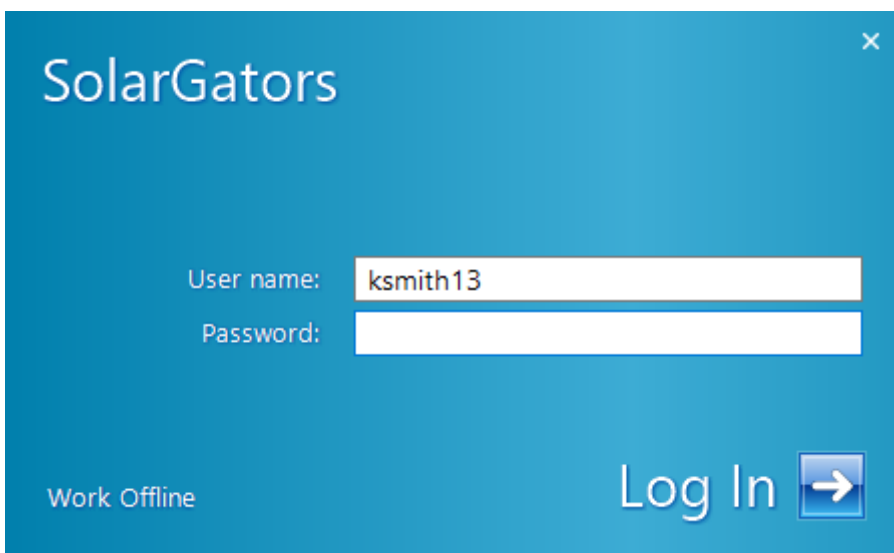 SolarGators
User name: ksmith13
Password:
Work Offline
Log In